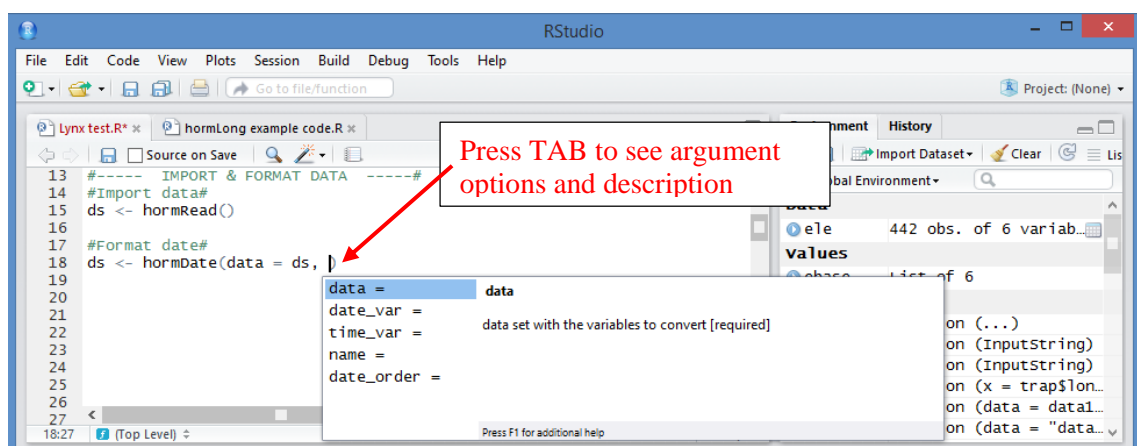 RStudio
File Edit Code View Plots Session Build Debug Tools Help
Go to file/function
Project: (None)
Lynx test.R*
hormLong example code.R
Source on Save
Press TAB to see argument
options and description
History
Import Dataset
Clear
Lis
13 #----- IMPORT & FORMAT DATA -----#
14 #Import data#
15 ds <- hormRead()
16
17 #Format date#
18 ds <- hormDate(data = ds, )
19
20
21
22
23
24
25
26
27
data =
date_var =
time_var =
name =
date_order =
data
data set with the variables to convert [required]
Press F1 for additional help
18:27 (Top Level)
ele 442 obs. of 6 variab…
Values
List of 6
on (...)
on (InputString)
on (InputString)
on (x = trap$lon…
on (data = data1…
on (data = "data…